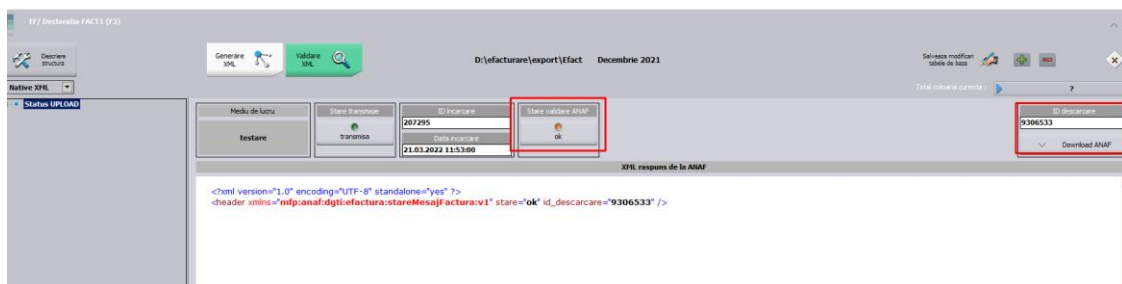 EF/ Declaratia FACT1 (F3)
Descriere structura
Generare XML
Validare XML
D:\efacturare\export\Efact Decembrie 2021
Salveaza modificari tabele de baza
Native XML
Total coloana curenta :
?
Status UPLOAD
Mediu de lucru
testare
Stare transmise
transmisa
ID incarcare
207295
Data incarcare
21.03.2022 11:53:00
Stare validare ANAF
ok
ID descarcare
9306533
Download ANAF
XML raspuns de la ANAF
<?xml version="1.0" encoding="UTF-8" standalone="yes" ?>
<header xmlns="mfp:anaf:dgti:efactura:stareMesajFactura:v1" stare="ok" id_descarcare="9306533" />